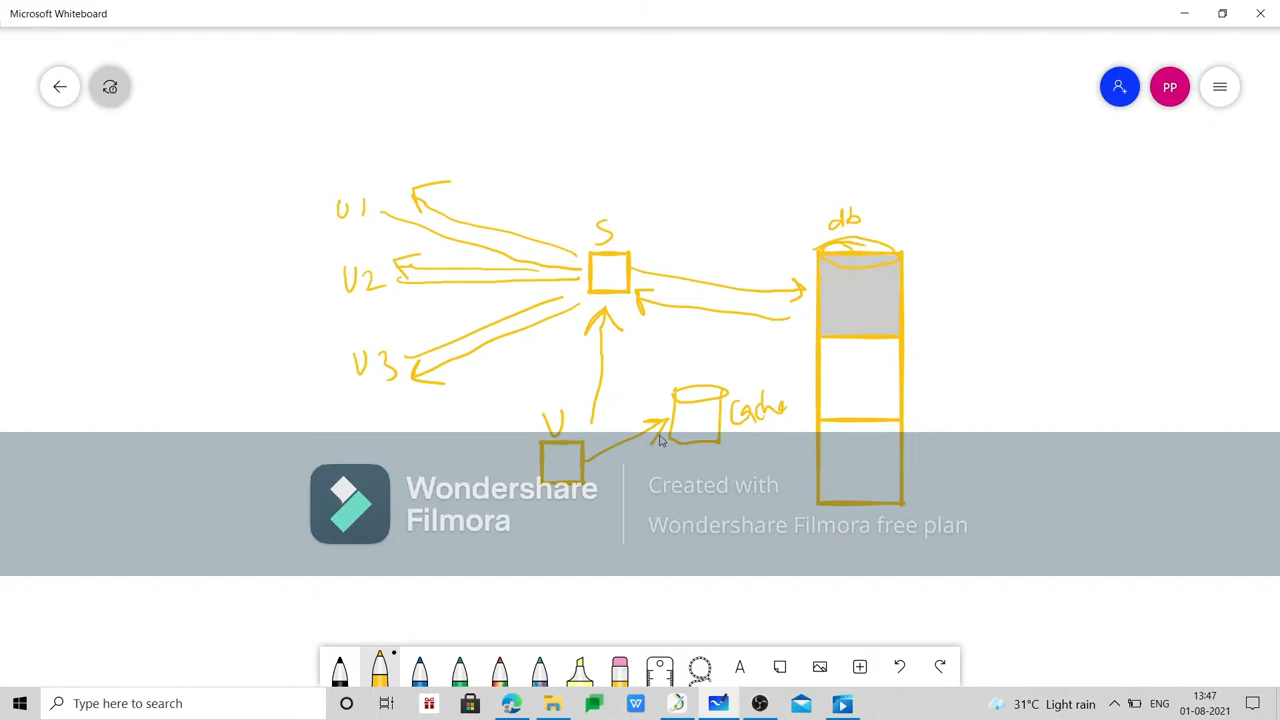 Microsoft Whiteboard
PP
S
db
U1
U2
U3
U
Cache
Wondershare
Filmora
Created with
Wondershare Filmora free plan
A
Type here to search
31°C Light rain
ENG
13:47
01-08-2021